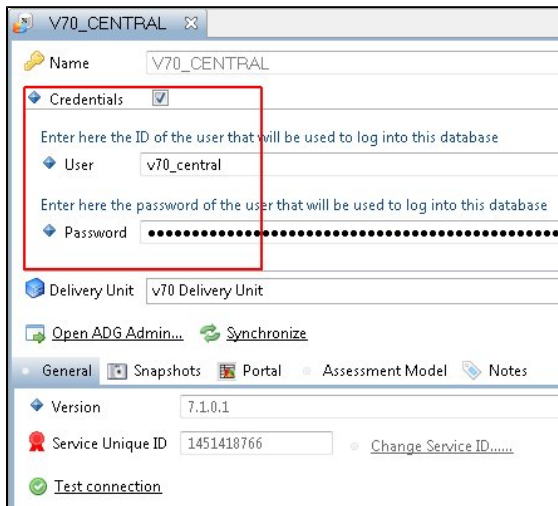 V70_CENTRAL
Name V70_CENTRAL
Credentials
Enter here the ID of the user that will be used to log into this database
User v70_central
Enter here the password of the user that will be used to log into this database
Password ••••••••••••••••••••••••••••••••••••••••••••••••
Delivery Unit v70 Delivery Unit
Open ADG Admin... Synchronize
General Snapshots Portal Assessment Model Notes
Version 7.1.0.1
Service Unique ID 1451418766 Change Service ID......
Test connection